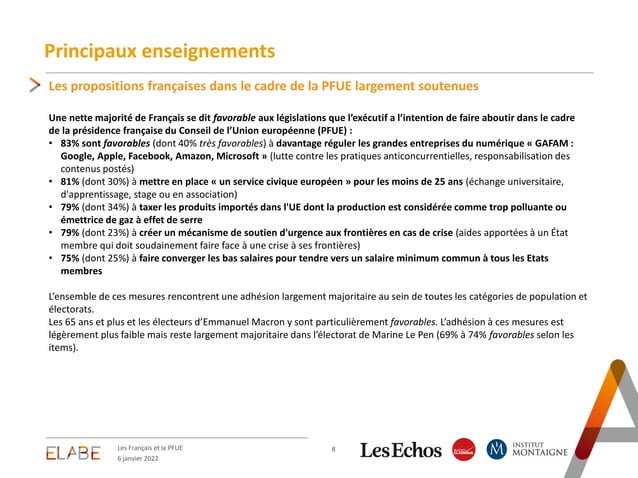 Principaux enseignements
Les propositions françaises dans le cadre de la PFUE largement soutenues
Une nette majorité de Français se dit favorable aux législations que l'exécutif a l'intention de faire aboutir dans le cadre
de la présidence française du Conseil de l'Union européenne (PFUE) :
• 83% sont favorables (dont 40% très favorables) à davantage réguler les grandes entreprises du numérique « GAFAM :
Google, Apple, Facebook, Amazon, Microsoft » (lutte contre les pratiques anticoncurrentielles, responsabilisation des
contenus postés)
• 81% (dont 30%) à mettre en place « un service civique européen » pour les moins de 25 ans (échange universitaire,
d'apprentissage, stage ou en association)
• 79% (dont 34%) à taxer les produits importés dans l'UE dont la production est considérée comme trop polluante ou
émettrice de gaz à effet de serre
• 79% (dont 23%) à créer un mécanisme de soutien d'urgence aux frontières en cas de crise (aides apportées à un État
membre qui doit soudainement faire face à une crise à ses frontières)
• 75% (dont 25%) à faire converger les bas salaires pour tendre vers un salaire minimum commun à tous les Etats
membres
L'ensemble de ces mesures rencontrent une adhésion largement majoritaire au sein de toutes les catégories de population et
électorats.
Les 65 ans et plus et les électeurs d'Emmanuel Macron y sont particulièrement favorables. L'adhésion à ces mesures est
légèrement plus faible mais reste largement majoritaire dans l'électorat de Marine Le Pen (69% à 74% favorables selon les
items).
ELABE
Les Français et la PFUE
6 janvier 2022
8
Les Echos
RADIO CLASSIQUE
INSTITUT
MONTAIGNE